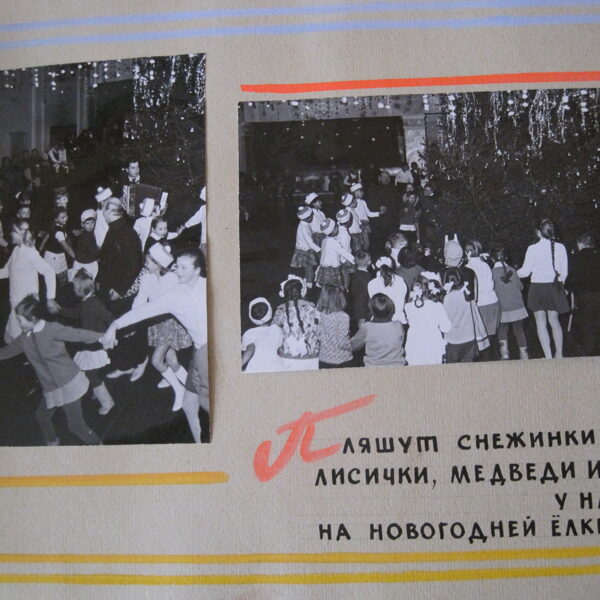 Пляшут снежинки
лисички, медведи и
у на
на новогодней ёлк